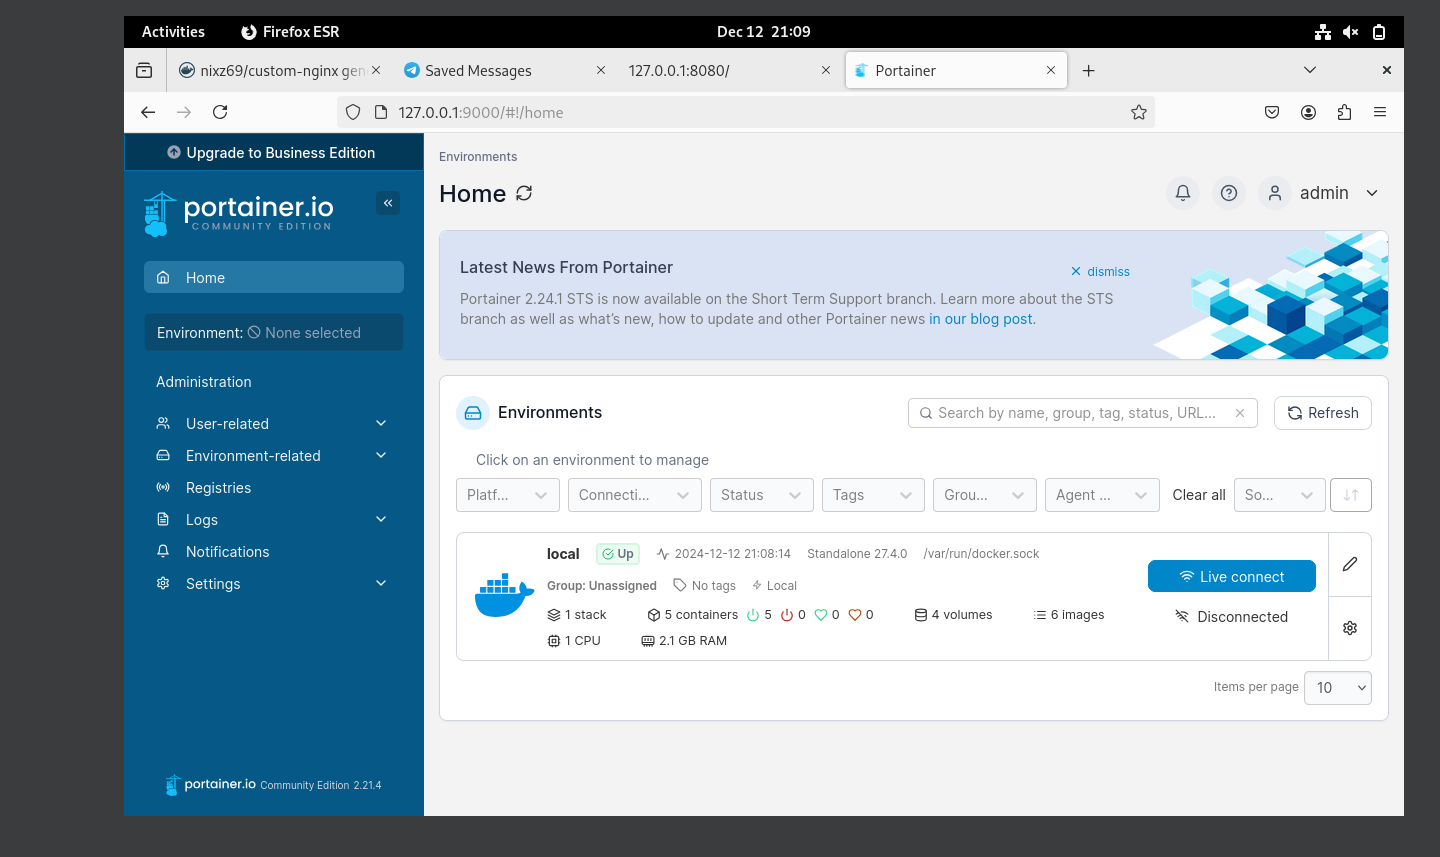 Activities Firefox ESR Dec 12 21:09
nixz69/custom-nginx gen Saved Messages 127.0.0.1:8080/ Portainer
127.0.0.1:9000/#!/home
Upgrade to Business Edition
portainer.io
COMMUNITY EDITION
Home
Environment: None selected
Administration
User-related
Environment-related
Registries
Logs
Notifications
Settings
portainer.io Community Edition 2.21.4
Environments
Home admin
Latest News From Portainer
dismiss
Portainer 2.24.1 STS is now available on the Short Term Support branch. Learn more about the STS
branch as well as what’s new, how to update and other Portainer news in our blog post.
Environments Search by name, group, tag, status, URL... Refresh
Click on an environment to manage
Platf... Connecti... Status Tags Grou... Agent ... Clear all So...
local Up 2024-12-12 21:08:14 Standalone 27.4.0 /var/run/docker.sock
Group: Unassigned No tags Local
1 stack 5 containers 5 0 0 0 4 volumes 6 images
1 CPU 2.1 GB RAM
Live connect
Disconnected
Items per page 10